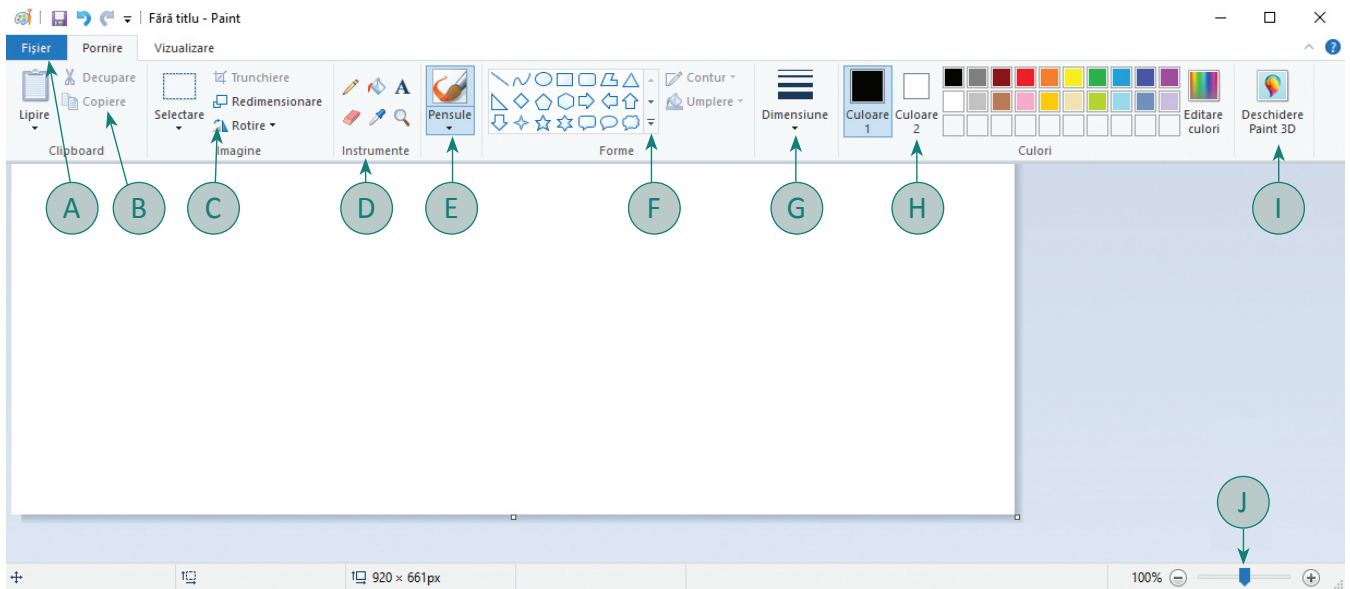 Fără titlu - Paint
Fișier Pornire Vizualizare
Lipire
Decupare
Copiere
Clipboard
Selectare
Trunchiere
Redimensionare
Rotire
Imagine
A
Instrumente
Pensule
Contur
Umplere
Forme
Dimensiune
Culoare 1
Culoare 2
Editare culori
Culori
Deschidere Paint 3D
A B C D E F G H I
J
920 × 661px
100%